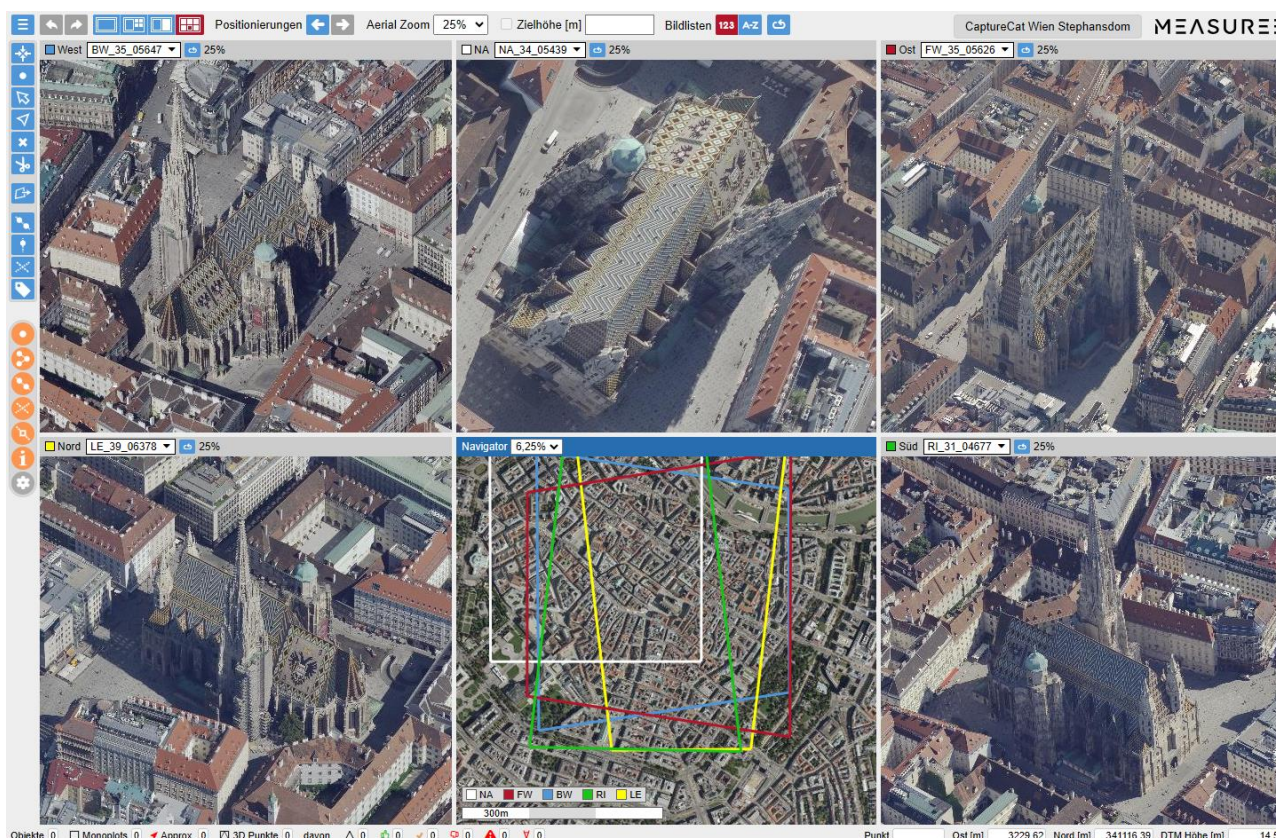 Positionierungen Aerial Zoom 25% Zielhöhe [m] Bildlisten 123 A-Z CaptureCat Wien Stephansdom
West BW_35_05647 25%
NA NA_34_05439 25%
Ost FW_35_05626 25%
Nord LE_39_06378 25%
Navigator 6,25%
Süd RI_31_04677 25%
NA FW BW RI LE
300m
Objekte 0 Monoplots 0 Approx. 0 3D Punkte 0 davon 0 0 0 0 0 0 Punkt Ost [m] 3229,62 Nord [m] 341116,39 DTM Höhe [m]